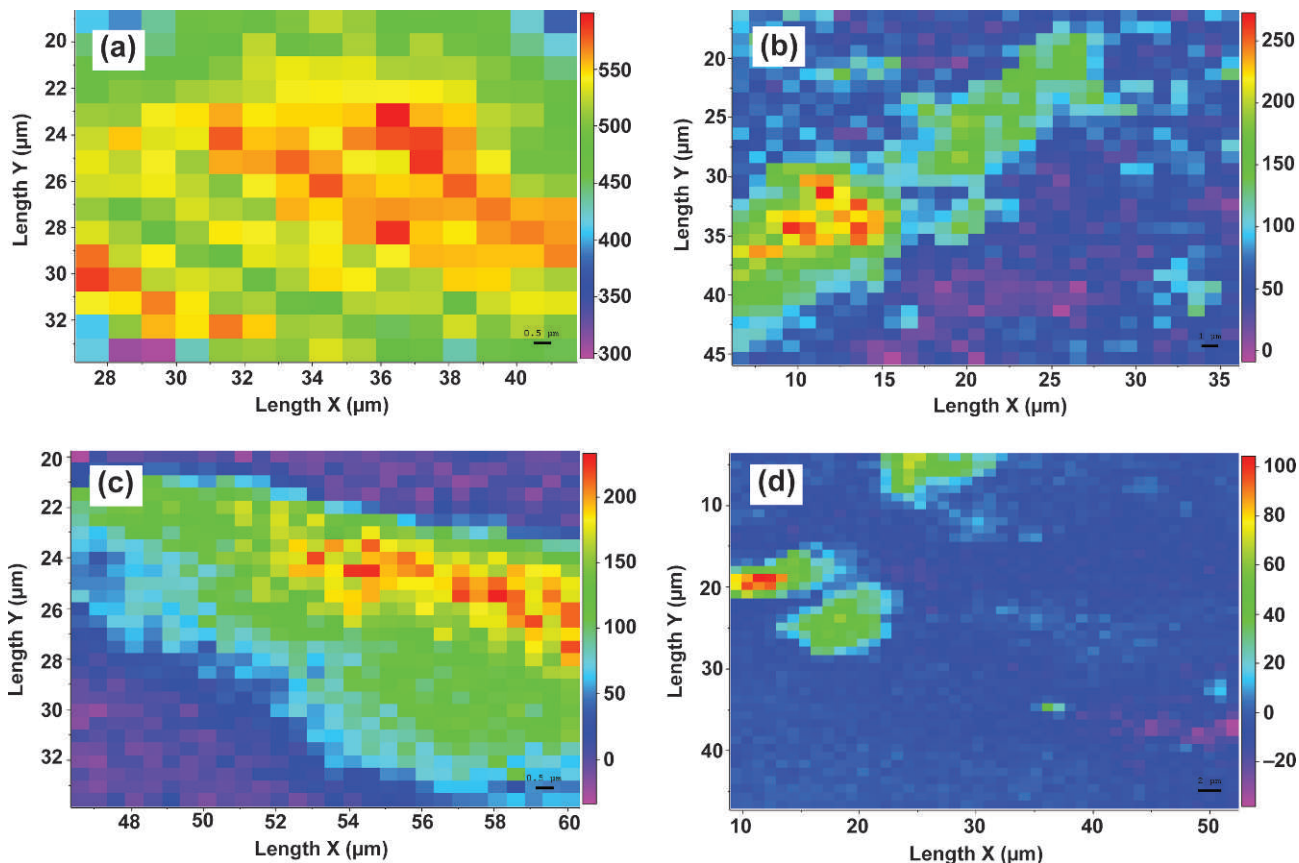 (a)
20
22
24
26
28
30
32
Length Y (µm)
28 30 32 34 36 38 40
Length X (µm)
550
500
450
400
350
300
0.5 µm
(b)
20
25
30
35
40
45
Length Y (µm)
10 15 20 25 30 35
Length X (µm)
250
200
150
100
50
0
1 µm
(c)
20
22
24
26
28
30
32
Length Y (µm)
48 50 52 54 56 58 60
Length X (µm)
200
150
100
50
0
0.5 µm
(d)
10
20
30
40
Length Y (µm)
10 20 30 40 50
Length X (µm)
100
80
60
40
20
0
–20
2 µm